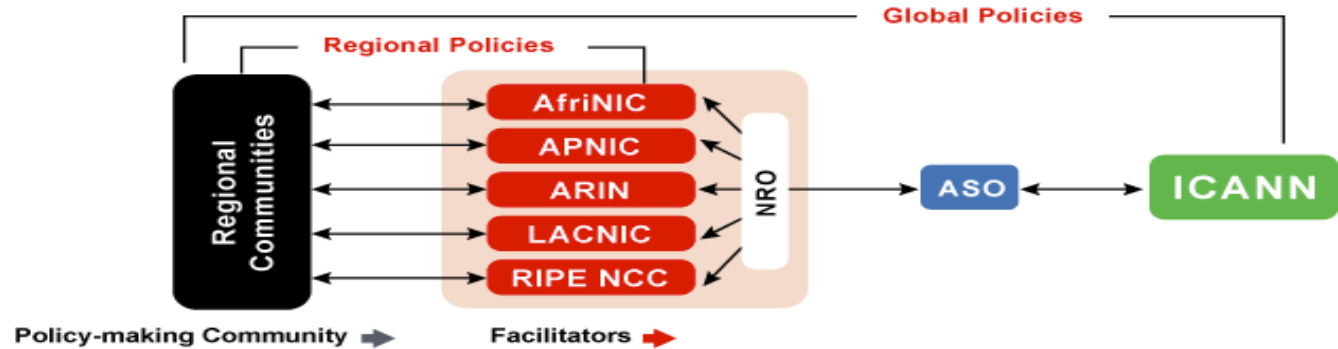 Global Policies
Regional Policies
Regional
Communities
AfriNIC
APNIC
ARIN
LACNIC
RIPE NCC
NRO
ASO
ICANN
Policy-making Community
Facilitators